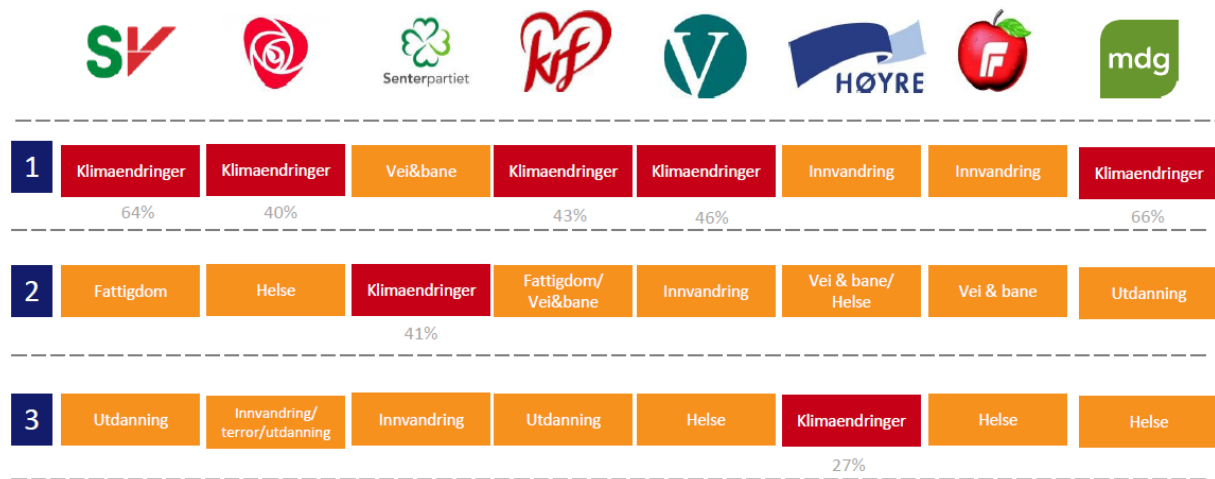 SV
Senterpartiet
krf
V
HØYRE
F
mdg
1
Klimaendringer
Klimaendringer
Vei&bane
Klimaendringer
Klimaendringer
Innvandring
Innvandring
Klimaendringer
64%
40%
43%
46%
66%
2
Fattigdom
Helse
Klimaendringer
Fattigdom/
Vei&bane
Innvandring
Vei & bane/
Helse
Vei & bane
Utdanning
41%
3
Utdanning
Innvandring/
terror/utdanning
Innvandring
Utdanning
Helse
Klimaendringer
Helse
Helse
27%